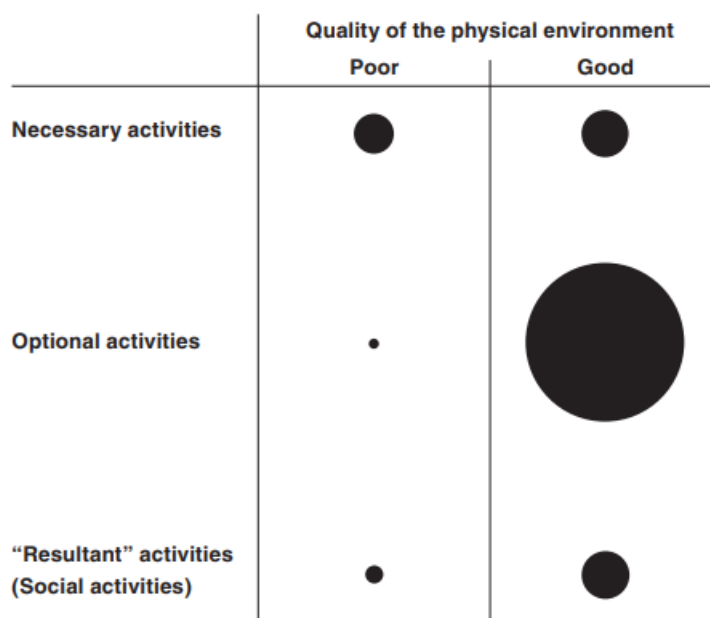 Quality of the physical environment
Poor
Good
Necessary activities
Optional activities
“Resultant” activities
(Social activities)